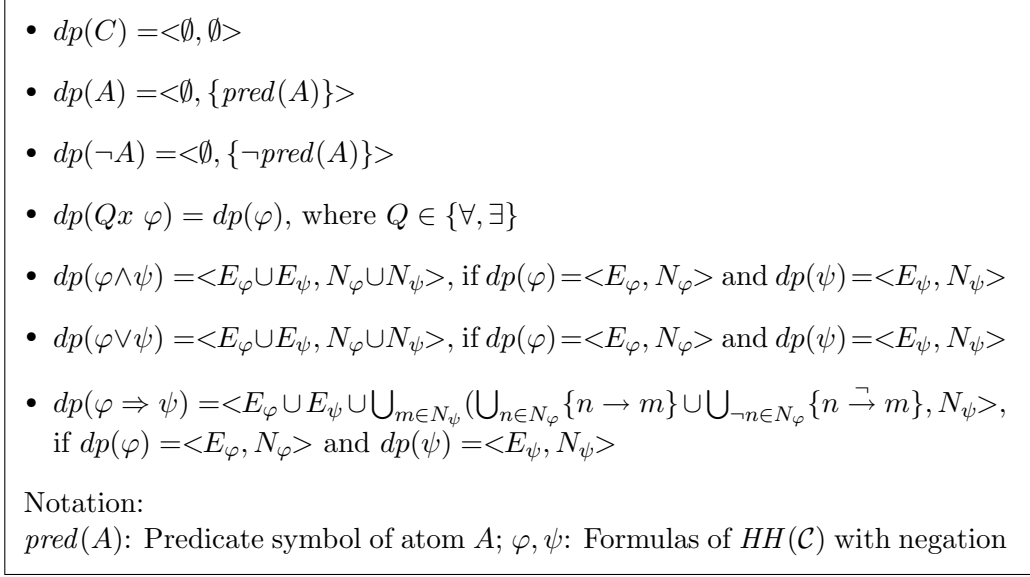 • dp(C) =<∅, ∅>
• dp(A) =<∅, {pred(A)}>
• dp(¬A) =<∅, {¬pred(A)}>
• dp(Qx φ) = dp(φ), where Q ∈ {∀, ∃}
• dp(φ∧ψ) =<E_φ∪E_ψ, N_φ∪N_ψ>, if dp(φ)=<E_φ, N_φ> and dp(ψ)=<E_ψ, N_ψ>
• dp(φ∨ψ) =<E_φ∪E_ψ, N_φ∪N_ψ>, if dp(φ)=<E_φ, N_φ> and dp(ψ)=<E_ψ, N_ψ>
• dp(φ ⇒ ψ) =<E_φ ∪ E_ψ ∪ ⋃_{m∈N_ψ}(⋃_{n∈N_φ}{n → m} ∪ ⋃_{¬n∈N_φ}{n →^¬ m}, N_ψ>,
if dp(φ) =<E_φ, N_φ> and dp(ψ) =<E_ψ, N_ψ>
Notation:
pred(A): Predicate symbol of atom A; φ, ψ: Formulas of HH(𝒞) with negation